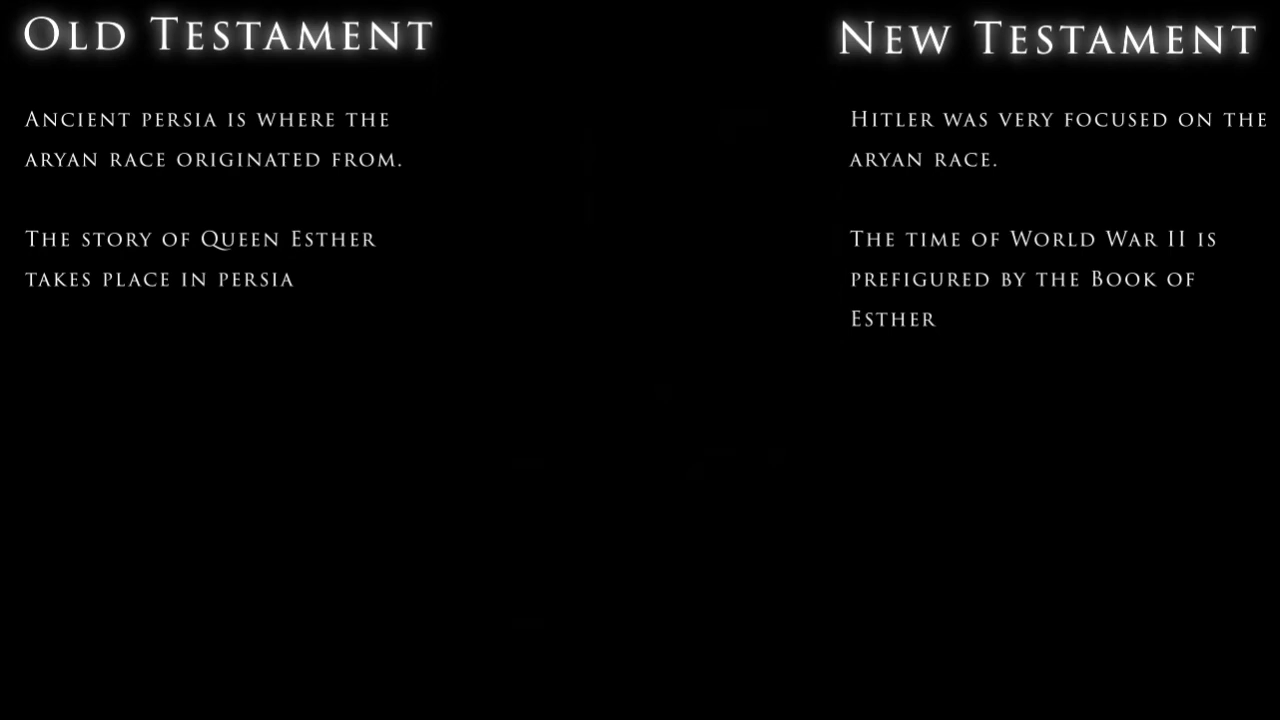 Old Testament
Ancient persia is where the
aryan race originated from.
The story of Queen Esther
takes place in persia
New Testament
Hitler was very focused on the
aryan race.
The time of World War II is
prefigured by the Book of
Esther